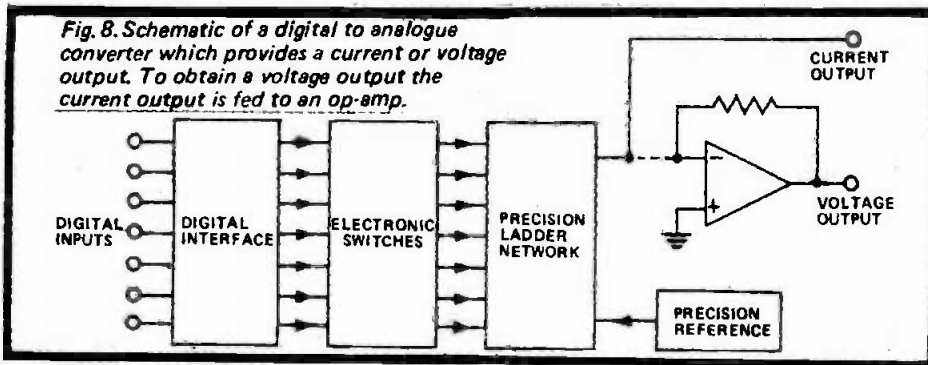 Fig. 8. Schematic of a digital to analogue
converter which provides a current or voltage
output. To obtain a voltage output the
current output is fed to an op-amp.
CURRENT
OUTPUT
DIGITAL
INPUTS
DIGITAL
INTERFACE
ELECTRONIC
SWITCHES
PRECISION
LADDER
NETWORK
−
+
VOLTAGE
OUTPUT
PRECISION
REFERENCE